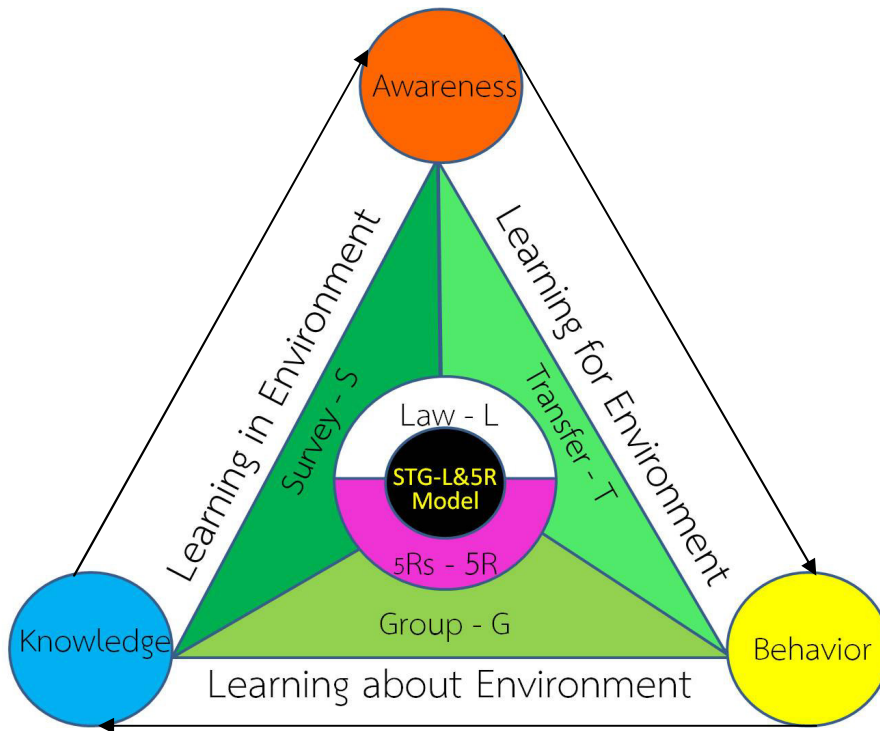 Awareness
Learning in Environment
Learning for Environment
Survey - S
Transfer - T
Law - L
STG-L&5R
Model
5Rs - 5R
Group - G
Knowledge
Behavior
Learning about Environment